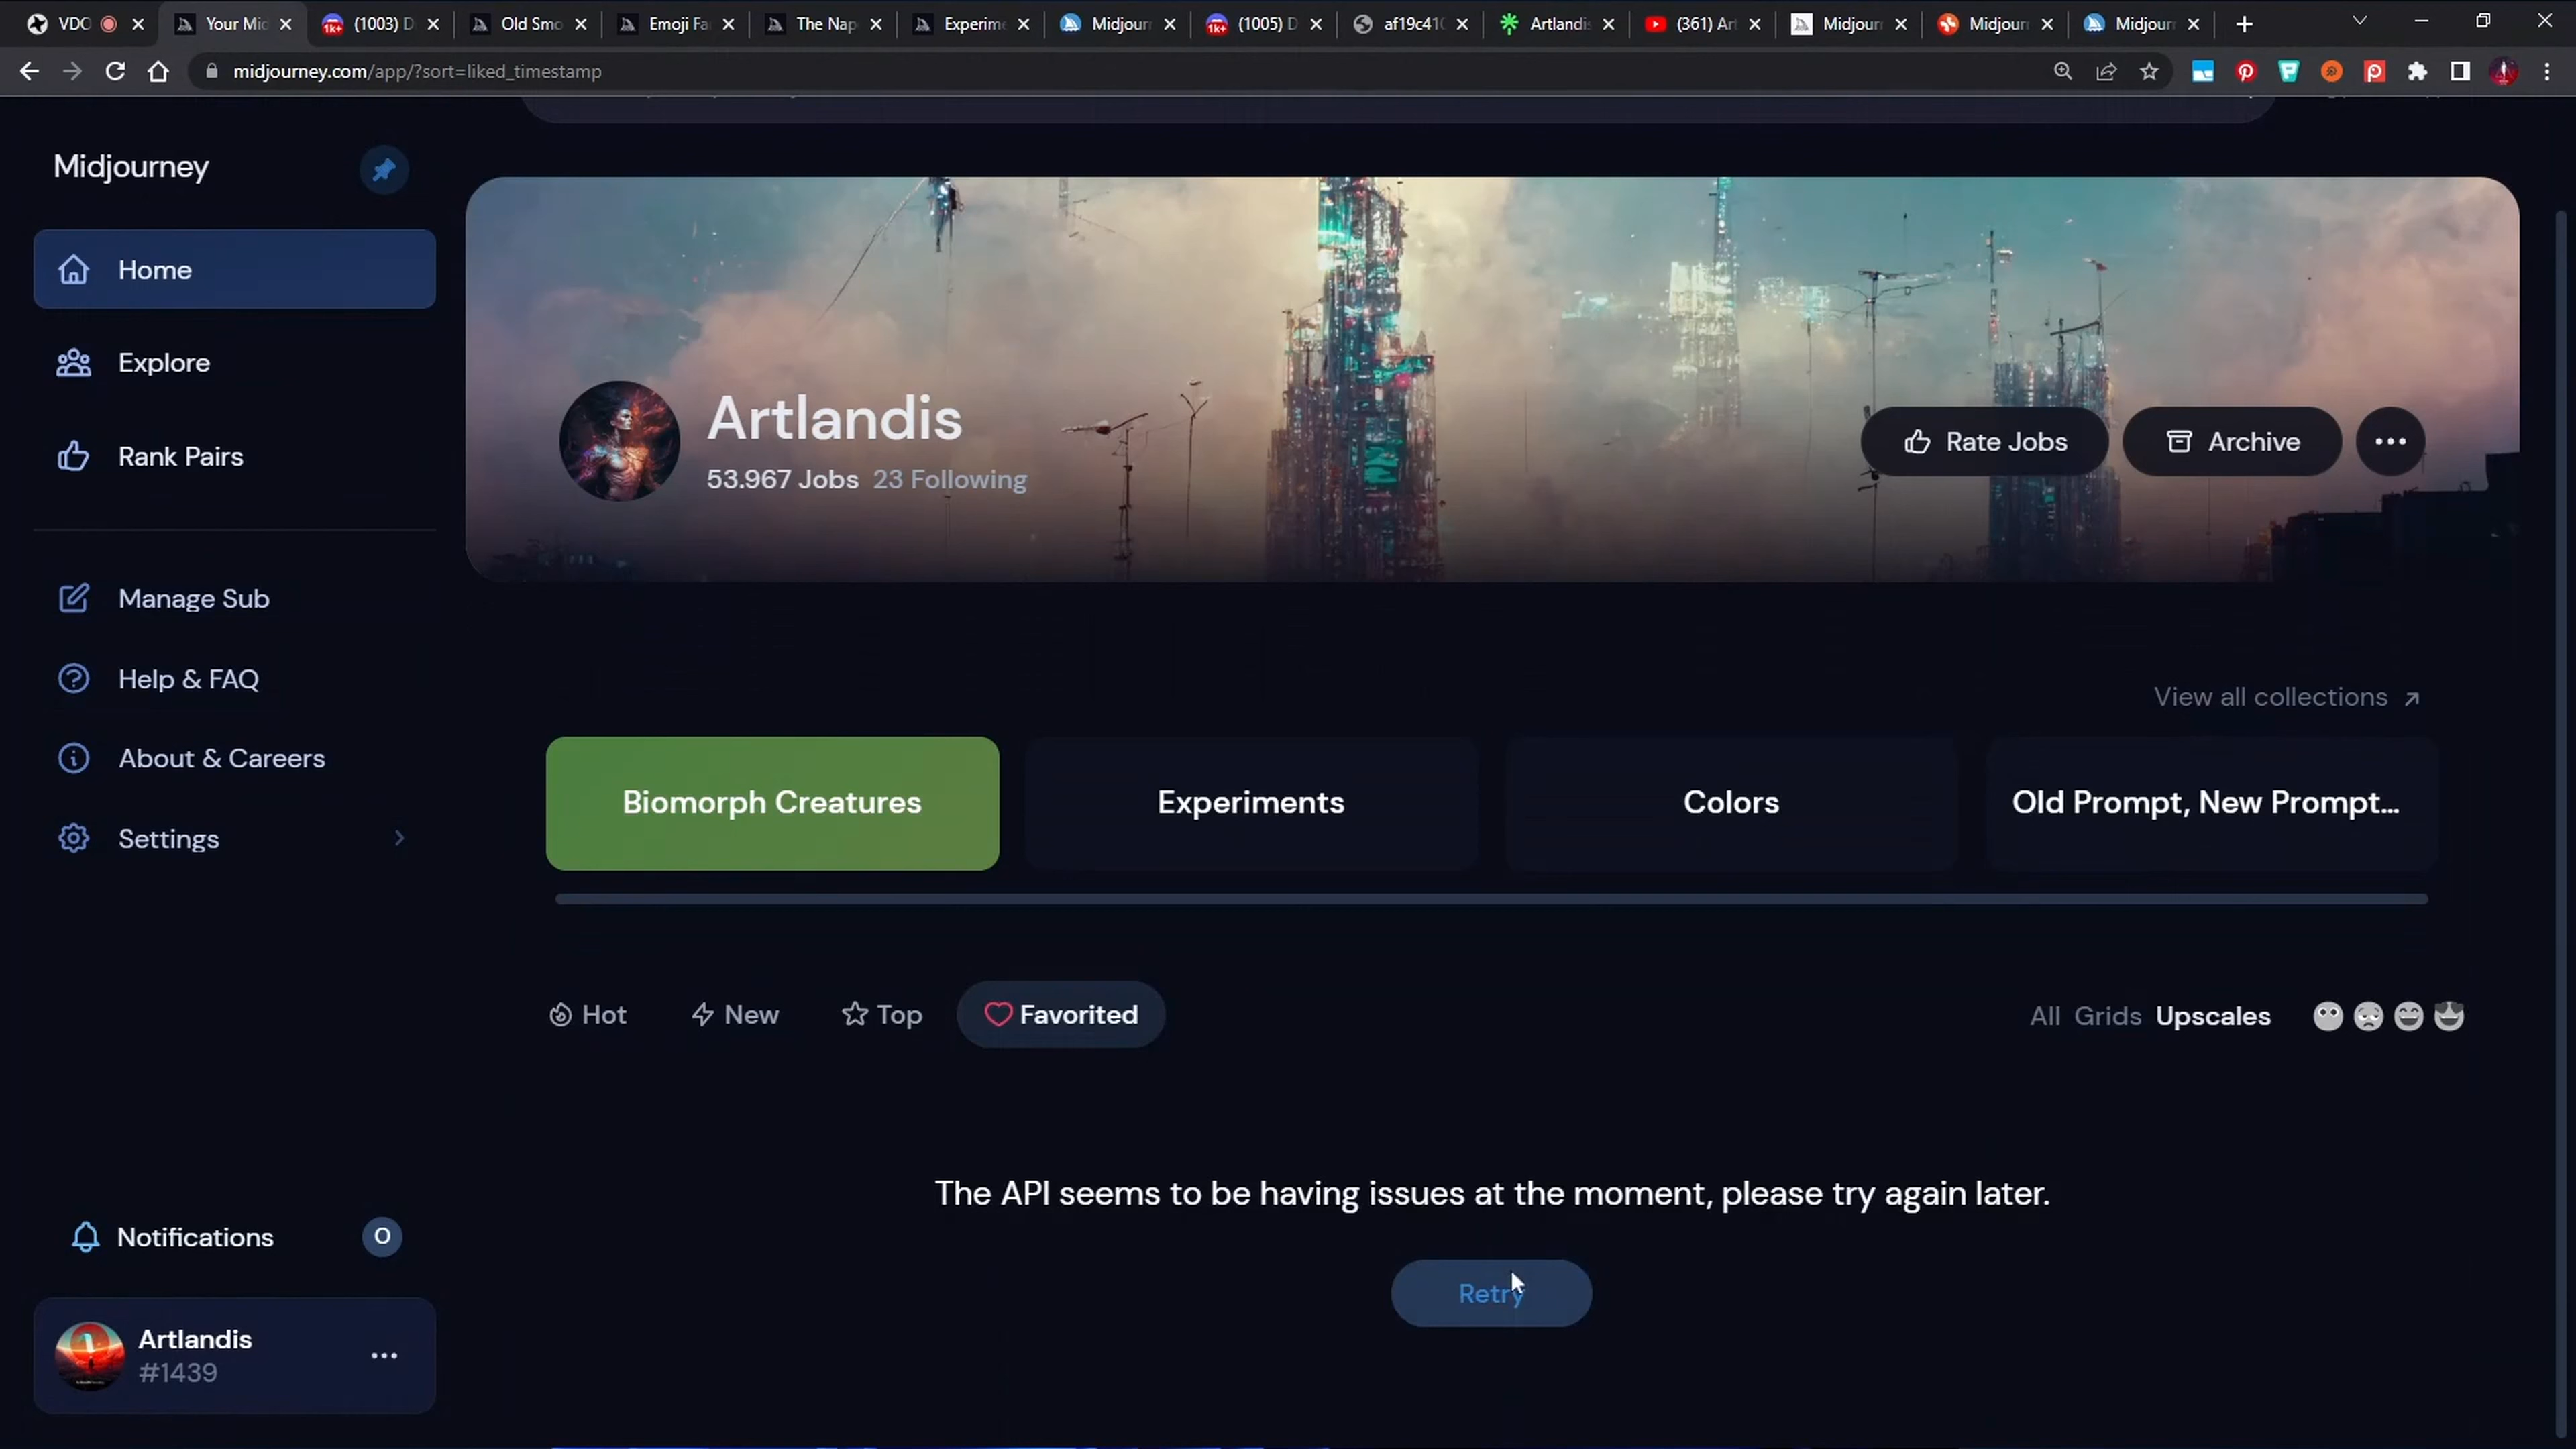 VDO
Your Mid
(1003) D
Old Smo
Emoji Fa
The Nap
Experime
Midjour
(1005) D
af19c410
Artlandis
(361) Ar
Midjour
Midjour
Midjour
midjourney.com/app/?sort=liked_timestamp
Midjourney
Home
Explore
Rank Pairs
Manage Sub
Help & FAQ
About & Careers
Settings
Notifications 0
Artlandis
#1439
Artlandis
53.967 Jobs 23 Following
Rate Jobs
Archive
View all collections
Biomorph Creatures
Experiments
Colors
Old Prompt, New Prompt...
Hot New Top Favorited
All Grids Upscales
The API seems to be having issues at the moment, please try again later.
Retry